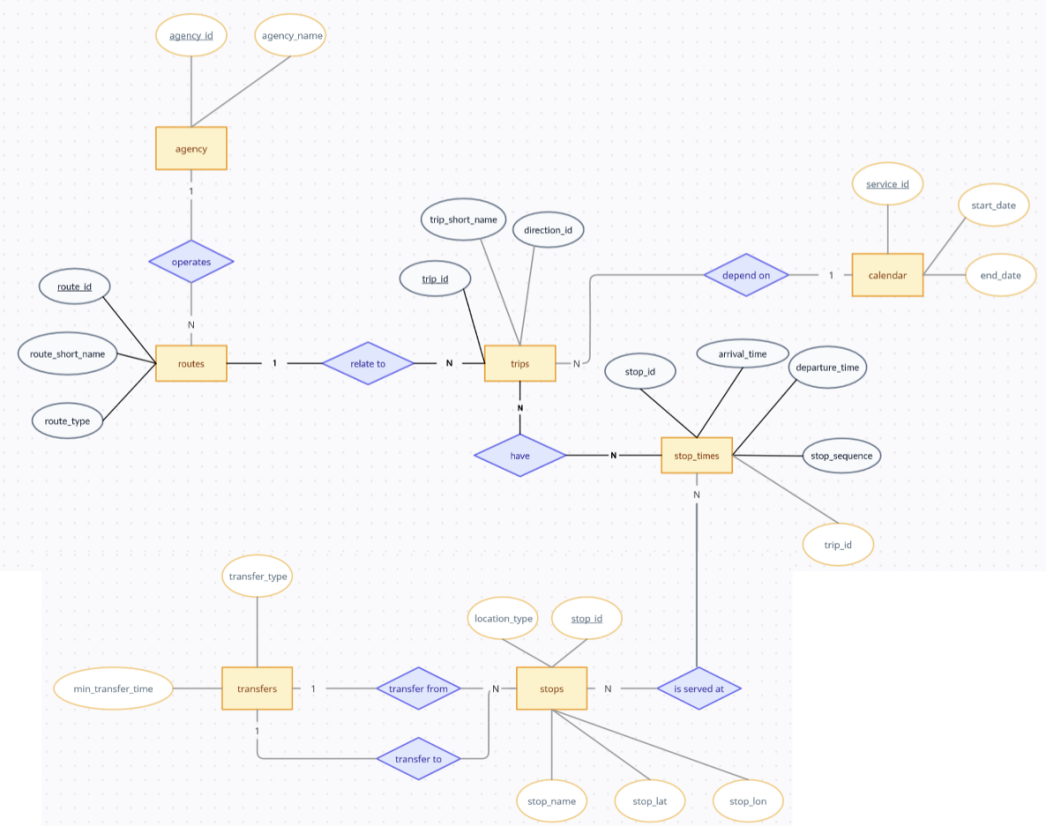 agency_id
agency_name
agency
1
operates
N
route_id
route_short_name
route_type
routes
1
relate to
N
trip_short_name
direction_id
trip_id
trips
N
depend on
1
calendar
service_id
start_date
end_date
N
have
N
stop_id
arrival_time
departure_time
stop_times
stop_sequence
trip_id
N
transfer_type
min_transfer_time
transfers
1
transfer from
N
1
transfer to
location_type
stop_id
stops
N
is served at
stop_name
stop_lat
stop_lon